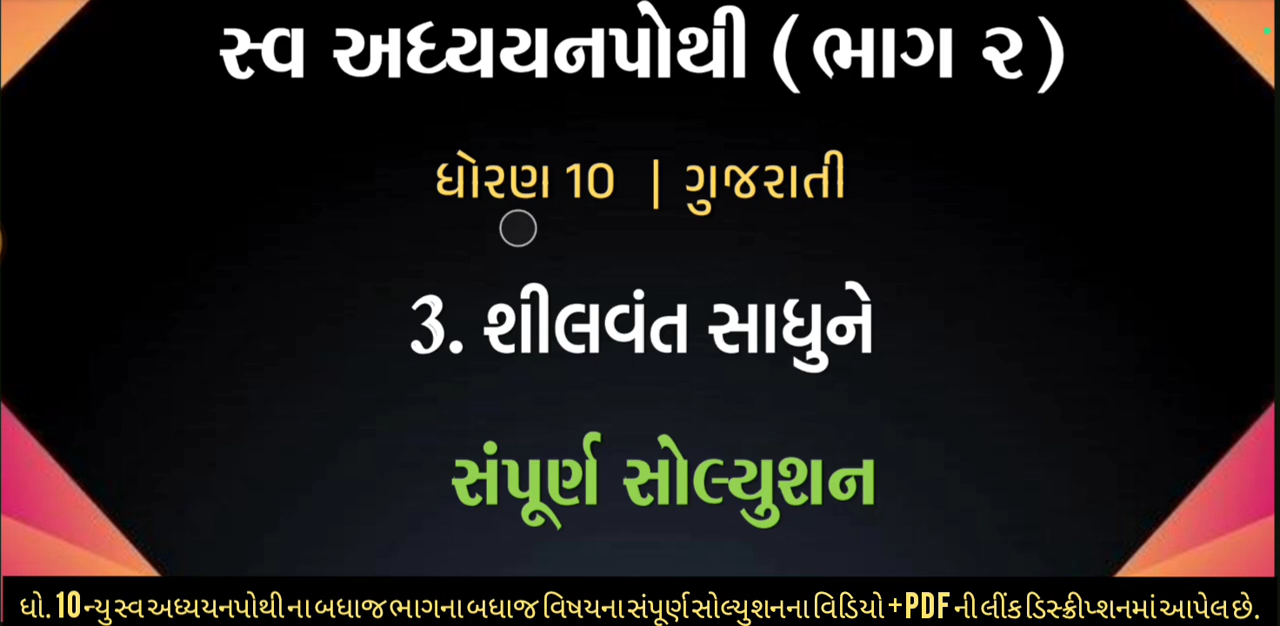 સ્વ અધ્યયનપોથી ( ભાગ ૨ )
ધોરણ 10 | ગુજરાતી
3. શીલવંત સાધુને
સંપૂર્ણ સોલ્યુશન
ધો. 10 ન્યુ સ્વ અધ્યયનપોથી ના બધાજ ભાગના બધાજ વિષયના સંપૂર્ણ સોલ્યુશનના વિડિયો + PDF ની લીંક ડિસ્ક્રીપ્શનમાં આપેલ છે.